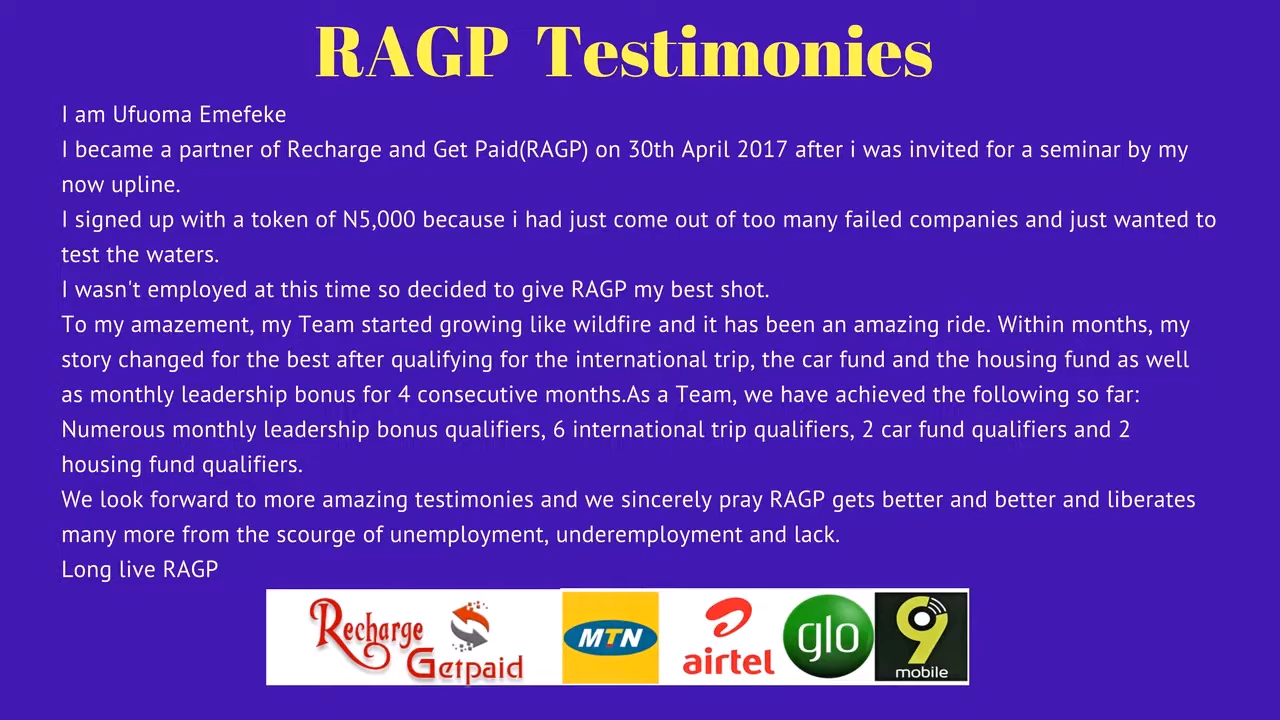 RAGP Testimonies
I am Ufuoma Emefeke
I became a partner of Recharge and Get Paid(RAGP) on 30th April 2017 after i was invited for a seminar by my
now upline.
I signed up with a token of N5,000 because i had just come out of too many failed companies and just wanted to
test the waters.
I wasn't employed at this time so decided to give RAGP my best shot.
To my amazement, my Team started growing like wildfire and it has been an amazing ride. Within months, my
story changed for the best after qualifying for the international trip, the car fund and the housing fund as well
as monthly leadership bonus for 4 consecutive months.As a Team, we have achieved the following so far:
Numerous monthly leadership bonus qualifiers, 6 international trip qualifiers, 2 car fund qualifiers and 2
housing fund qualifiers.
We look forward to more amazing testimonies and we sincerely pray RAGP gets better and better and liberates
many more from the scourge of unemployment, underemployment and lack.
Long live RAGP
Recharge
Getpaid
MTN
airtel
glo
9
mobile